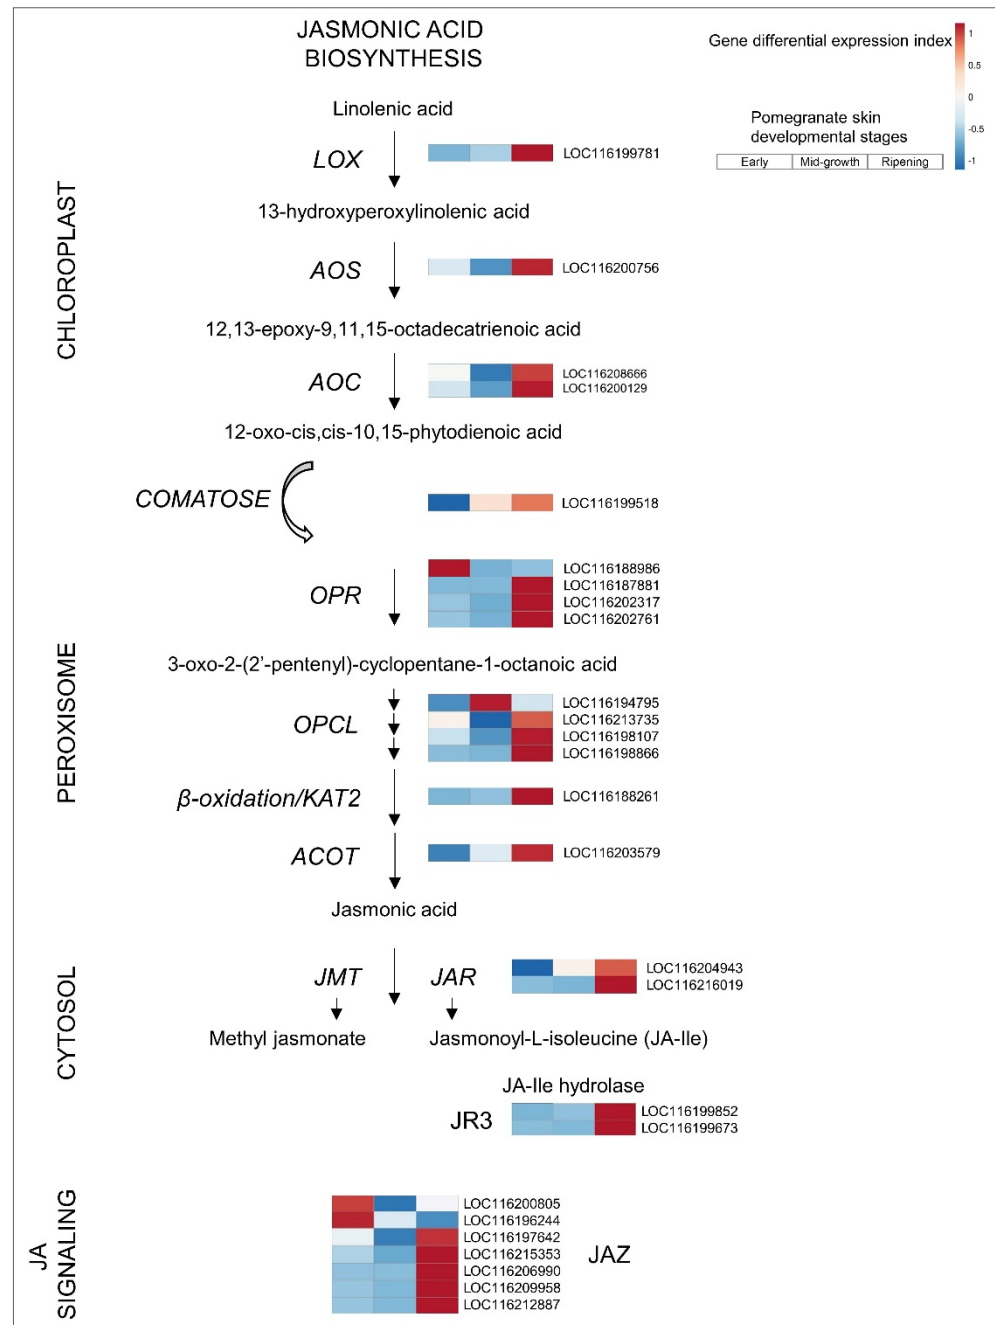 JASMONIC ACID
BIOSYNTHESIS
Gene differential expression index
1
0.5
0
-0.5
-1
Pomegranate skin
developmental stages
Early Mid-growth Ripening
CHLOROPLAST
Linolenic acid
LOX
LOC116199781
13-hydroxyperoxylinolenic acid
AOS
LOC116200756
12,13-epoxy-9,11,15-octadecatrienoic acid
AOC
LOC116208666
LOC116200129
12-oxo-cis,cis-10,15-phytodienoic acid
COMATOSE
LOC116199518
PEROXISOME
OPR
LOC116188986
LOC116187881
LOC116202317
LOC116202761
3-oxo-2-(2’-pentenyl)-cyclopentane-1-octanoic acid
OPCL
LOC116194795
LOC116213735
LOC116198107
LOC116198866
β-oxidation/KAT2
LOC116188261
ACOT
LOC116203579
Jasmonic acid
CYTOSOL
JMT
JAR
LOC116204943
LOC116216019
Methyl jasmonate
Jasmonoyl-L-isoleucine (JA-Ile)
JA-Ile hydrolase
JR3
LOC116199852
LOC116199673
JA
SIGNALING
LOC116200805
LOC116196244
LOC116197642
LOC116215353
LOC116206990
LOC116209958
LOC116212887
JAZ